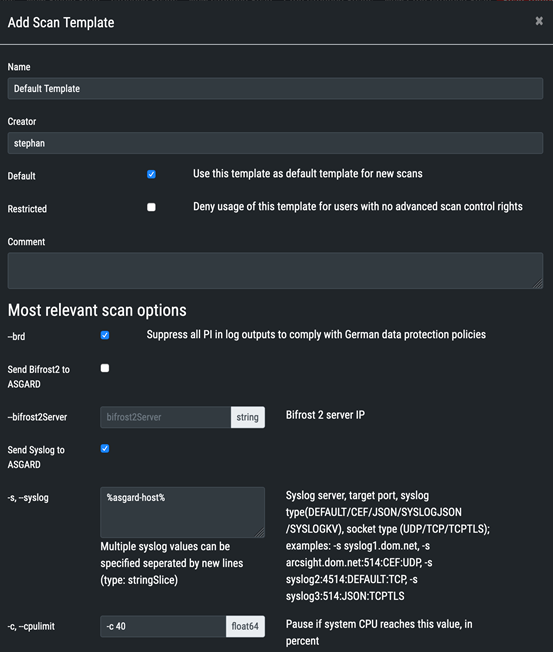 Add Scan Template
Name
Default Template
Creator
stephan
Default
Use this template as default template for new scans
Restricted
Deny usage of this template for users with no advanced scan control rights
Comment
Most relevant scan options
--brd
Suppress all PI in log outputs to comply with German data protection policies
Send Bifrost2 to
ASGARD
--bifrost2Server
bifrost2Server
string
Bifrost 2 server IP
Send Syslog to
ASGARD
-s, --syslog
%asgard-host%
Multiple syslog values can be
specified seperated by new lines
(type: stringSlice)
Syslog server, target port, syslog
type(DEFAULT/CEF/JSON/SYSLOGJSON
/SYSLOGKV), socket type (UDP/TCP/TCPTLS);
examples: -s syslog1.dom.net, -s
arcsight.dom.net:514:CEF:UDP, -s
syslog2:4514:DEFAULT:TCP, -s
syslog3:514:JSON:TCPTLS
-c, --cpulimit
-c 40
float64
Pause if system CPU reaches this value, in
percent